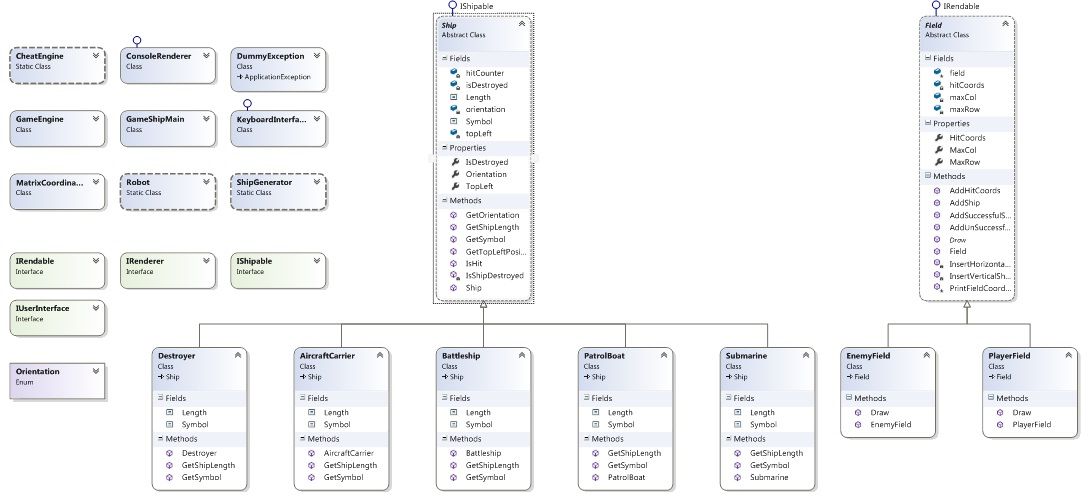 IShipable
IRendable
CheatEngine
Static Class
ConsoleRenderer
Class
DummyException
Class
ApplicationException
GameEngine
Class
GameShipMain
Class
KeyboardInterfa...
Class
MatrixCoordina...
Class
Robot
Static Class
ShipGenerator
Static Class
IRendable
Interface
IRenderer
Interface
IShipable
Interface
IUserInterface
Interface
Orientation
Enum
Ship
Abstract Class
Fields
hitCounter
isDestroyed
Length
orientation
Symbol
topLeft
Properties
IsDestroyed
Orientation
TopLeft
Methods
GetOrientation
GetShipLength
GetSymbol
GetTopLeftPosi...
IsHit
IsShipDestroyed
Ship
Field
Abstract Class
Fields
field
hitCoords
maxCol
maxRow
Properties
HitCoords
MaxCol
MaxRow
Methods
AddHitCoords
AddShip
AddSuccessfulS...
AddUnSuccessf...
Draw
Field
InsertHorizonta...
InsertVerticalSh...
PrintFieldCoord...
Destroyer
Class
Ship
Fields
Length
Symbol
Methods
Destroyer
GetShipLength
GetSymbol
AircraftCarrier
Class
Ship
Fields
Length
Symbol
Methods
AircraftCarrier
GetShipLength
GetSymbol
Battleship
Class
Ship
Fields
Length
Symbol
Methods
Battleship
GetShipLength
GetSymbol
PatrolBoat
Class
Ship
Fields
Length
Symbol
Methods
GetShipLength
GetSymbol
PatrolBoat
Submarine
Class
Ship
Fields
Length
Symbol
Methods
GetShipLength
GetSymbol
Submarine
EnemyField
Class
Field
Methods
Draw
EnemyField
PlayerField
Class
Field
Methods
Draw
PlayerField